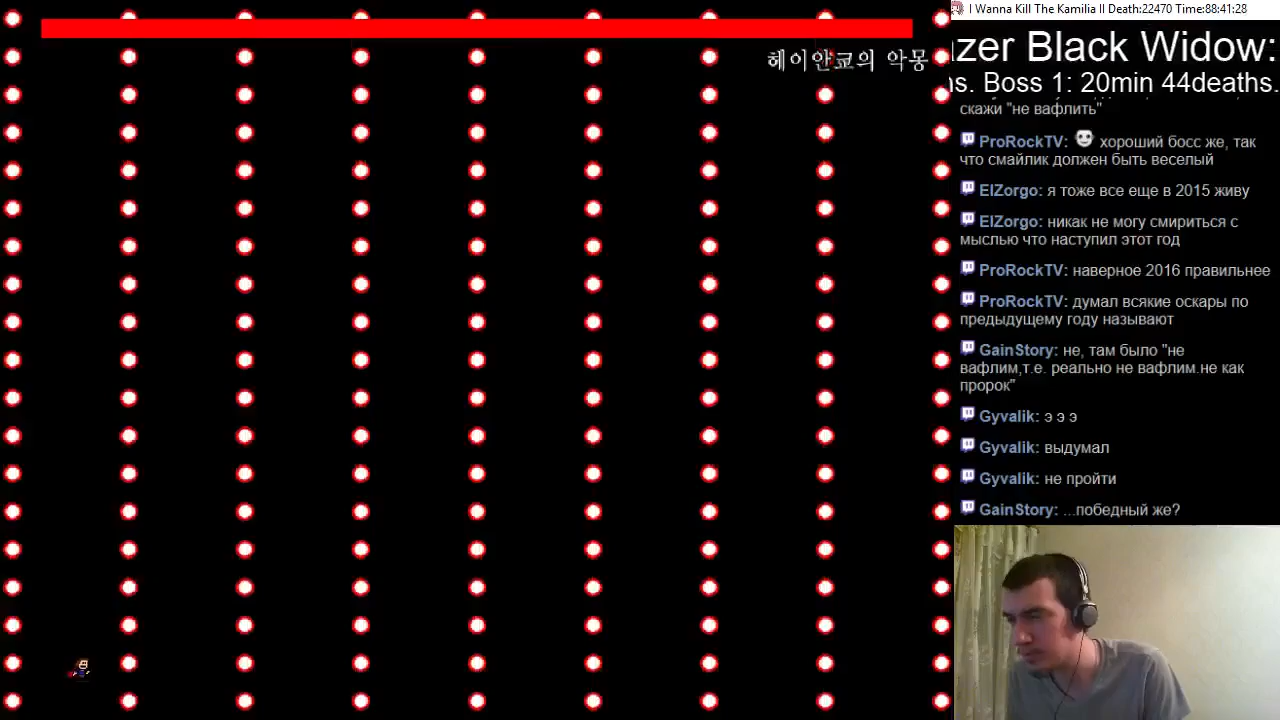 I Wanna Kill The Kamilia II Death:22470 Time:88:41:28
zer Black Widow:
s. Boss 1: 20min 44deaths.
헤이안쿄의 악몽
скажи "не вафлить"
ProRockTV: хороший босс же, так
что смайлик должен быть веселый
ElZorgo: я тоже все еще в 2015 живу
ElZorgo: никак не могу смириться с
мыслью что наступил этот год
ProRockTV: наверное 2016 правильнее
ProRockTV: думал всякие оскары по
предыдущему году называют
GainStory: не, там было "не
вафлим,т.е. реально не вафлим.не как
пророк"
Gyvalik: э э э
Gyvalik: выдумал
Gyvalik: не пройти
GainStory: ...победный же?